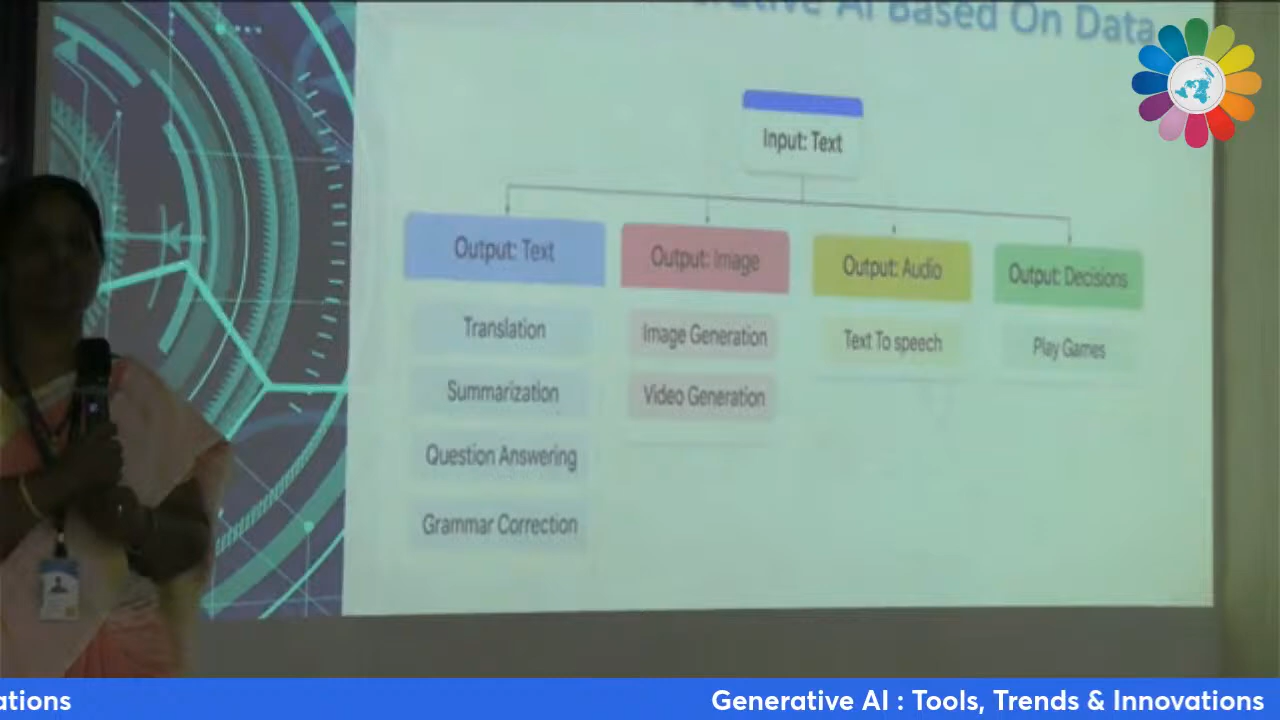 AI Based On Data
Input: Text
Output: Text
Output: Image
Output: Audio
Output: Decisions
Translation
Image Generation
Text To speech
Play Games
Summarization
Video Generation
Question Answering
Grammar Correction
ations
Generative AI : Tools, Trends & Innovations